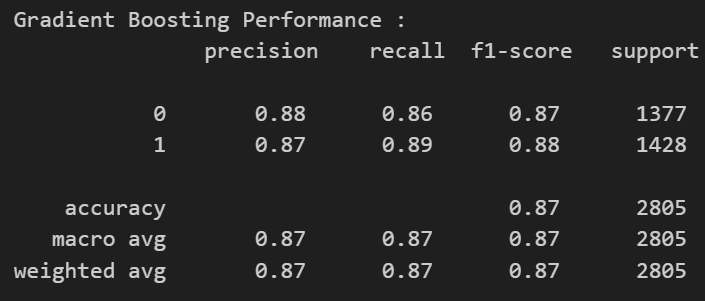 Gradient Boosting Performance :
precision recall f1-score support
0 0.88 0.86 0.87 1377
1 0.87 0.89 0.88 1428
accuracy 0.87 2805
macro avg 0.87 0.87 0.87 2805
weighted avg 0.87 0.87 0.87 2805